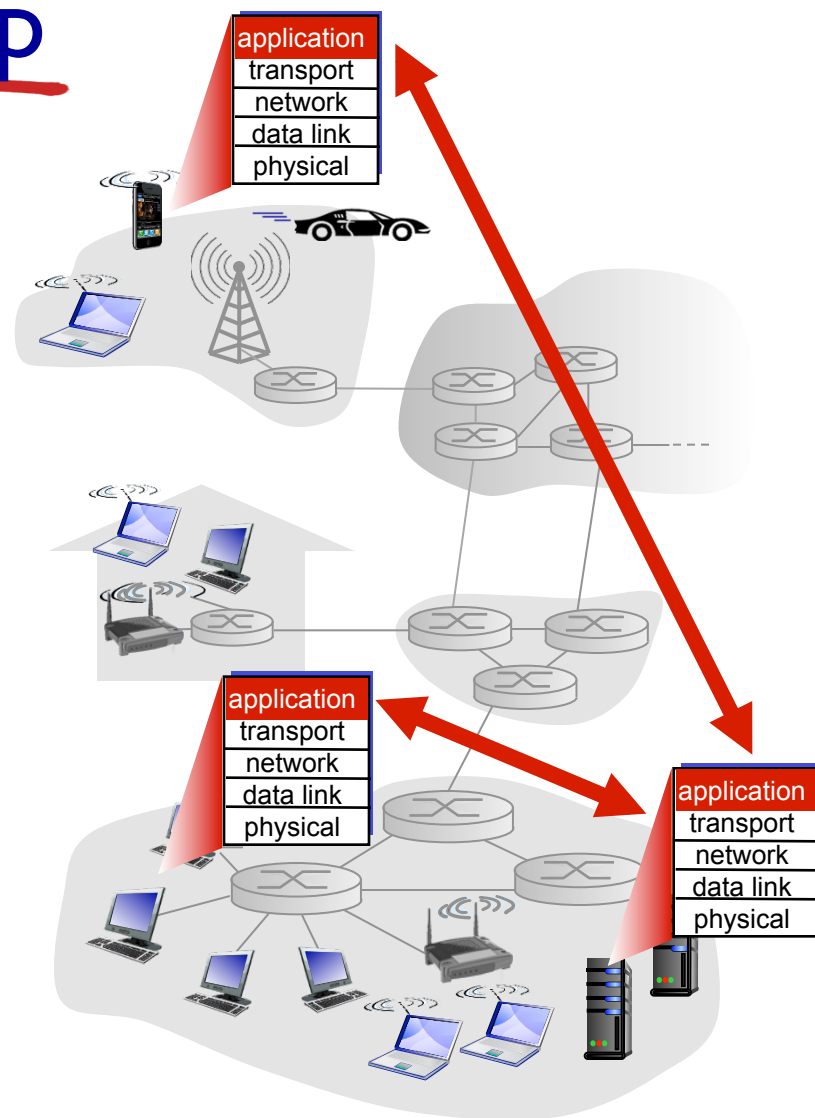 p
application
transport
network
data link
physical
application
transport
network
data link
physical
application
transport
network
data link
physical